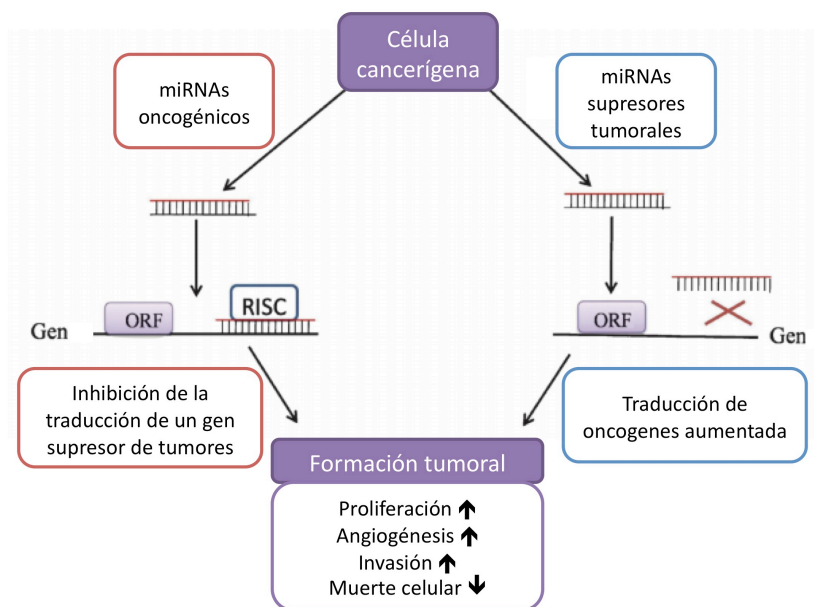 Célula
cancerígena
miRNAs
oncogénicos
miRNAs
supresores
tumorales
RISC
ORF
Gen
ORF
Gen
Inhibición de la
traducción de un gen
supresor de tumores
Traducción de
oncogenes aumentada
Formación tumoral
Proliferación ↑
Angiogénesis ↑
Invasión ↑
Muerte celular ↓